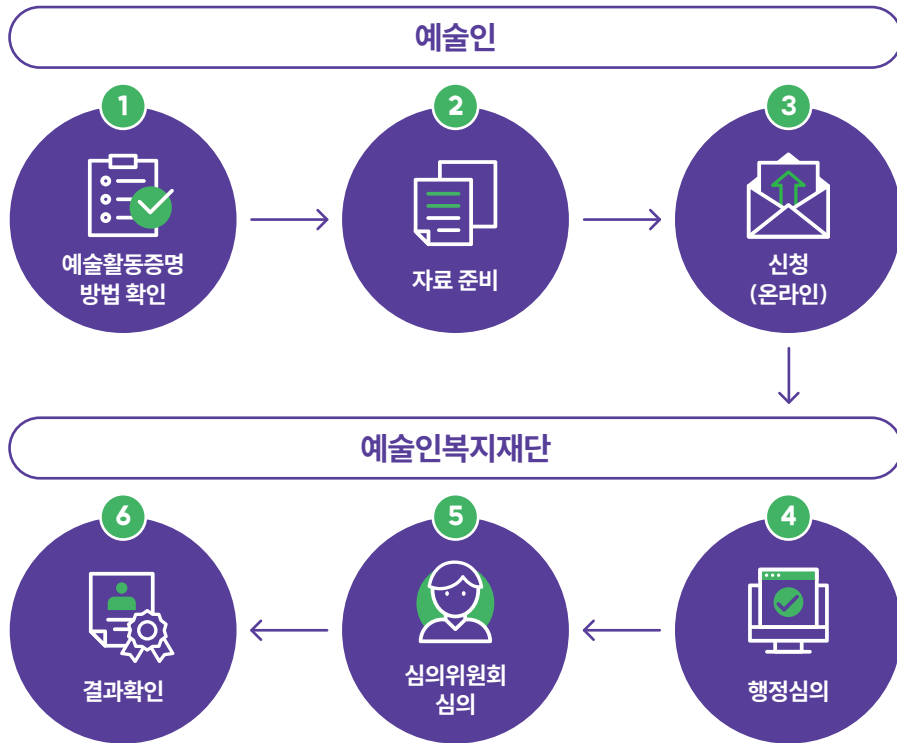 예술인
1
예술활동증명
방법 확인
2
자료 준비
3
신청
(온라인)
예술인복지재단
6
결과확인
5
심의위원회
심의
4
행정심의